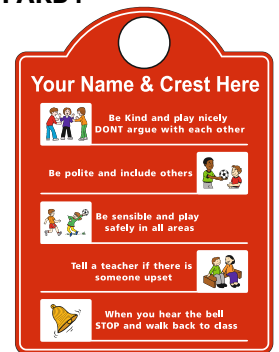 Your Name & Crest Here
Be Kind and play nicely
DONT argue with each other
Be polite and include others
Be sensible and play
safely in all areas
Tell a teacher if there is
someone upset
When you hear the bell
STOP and walk back to class